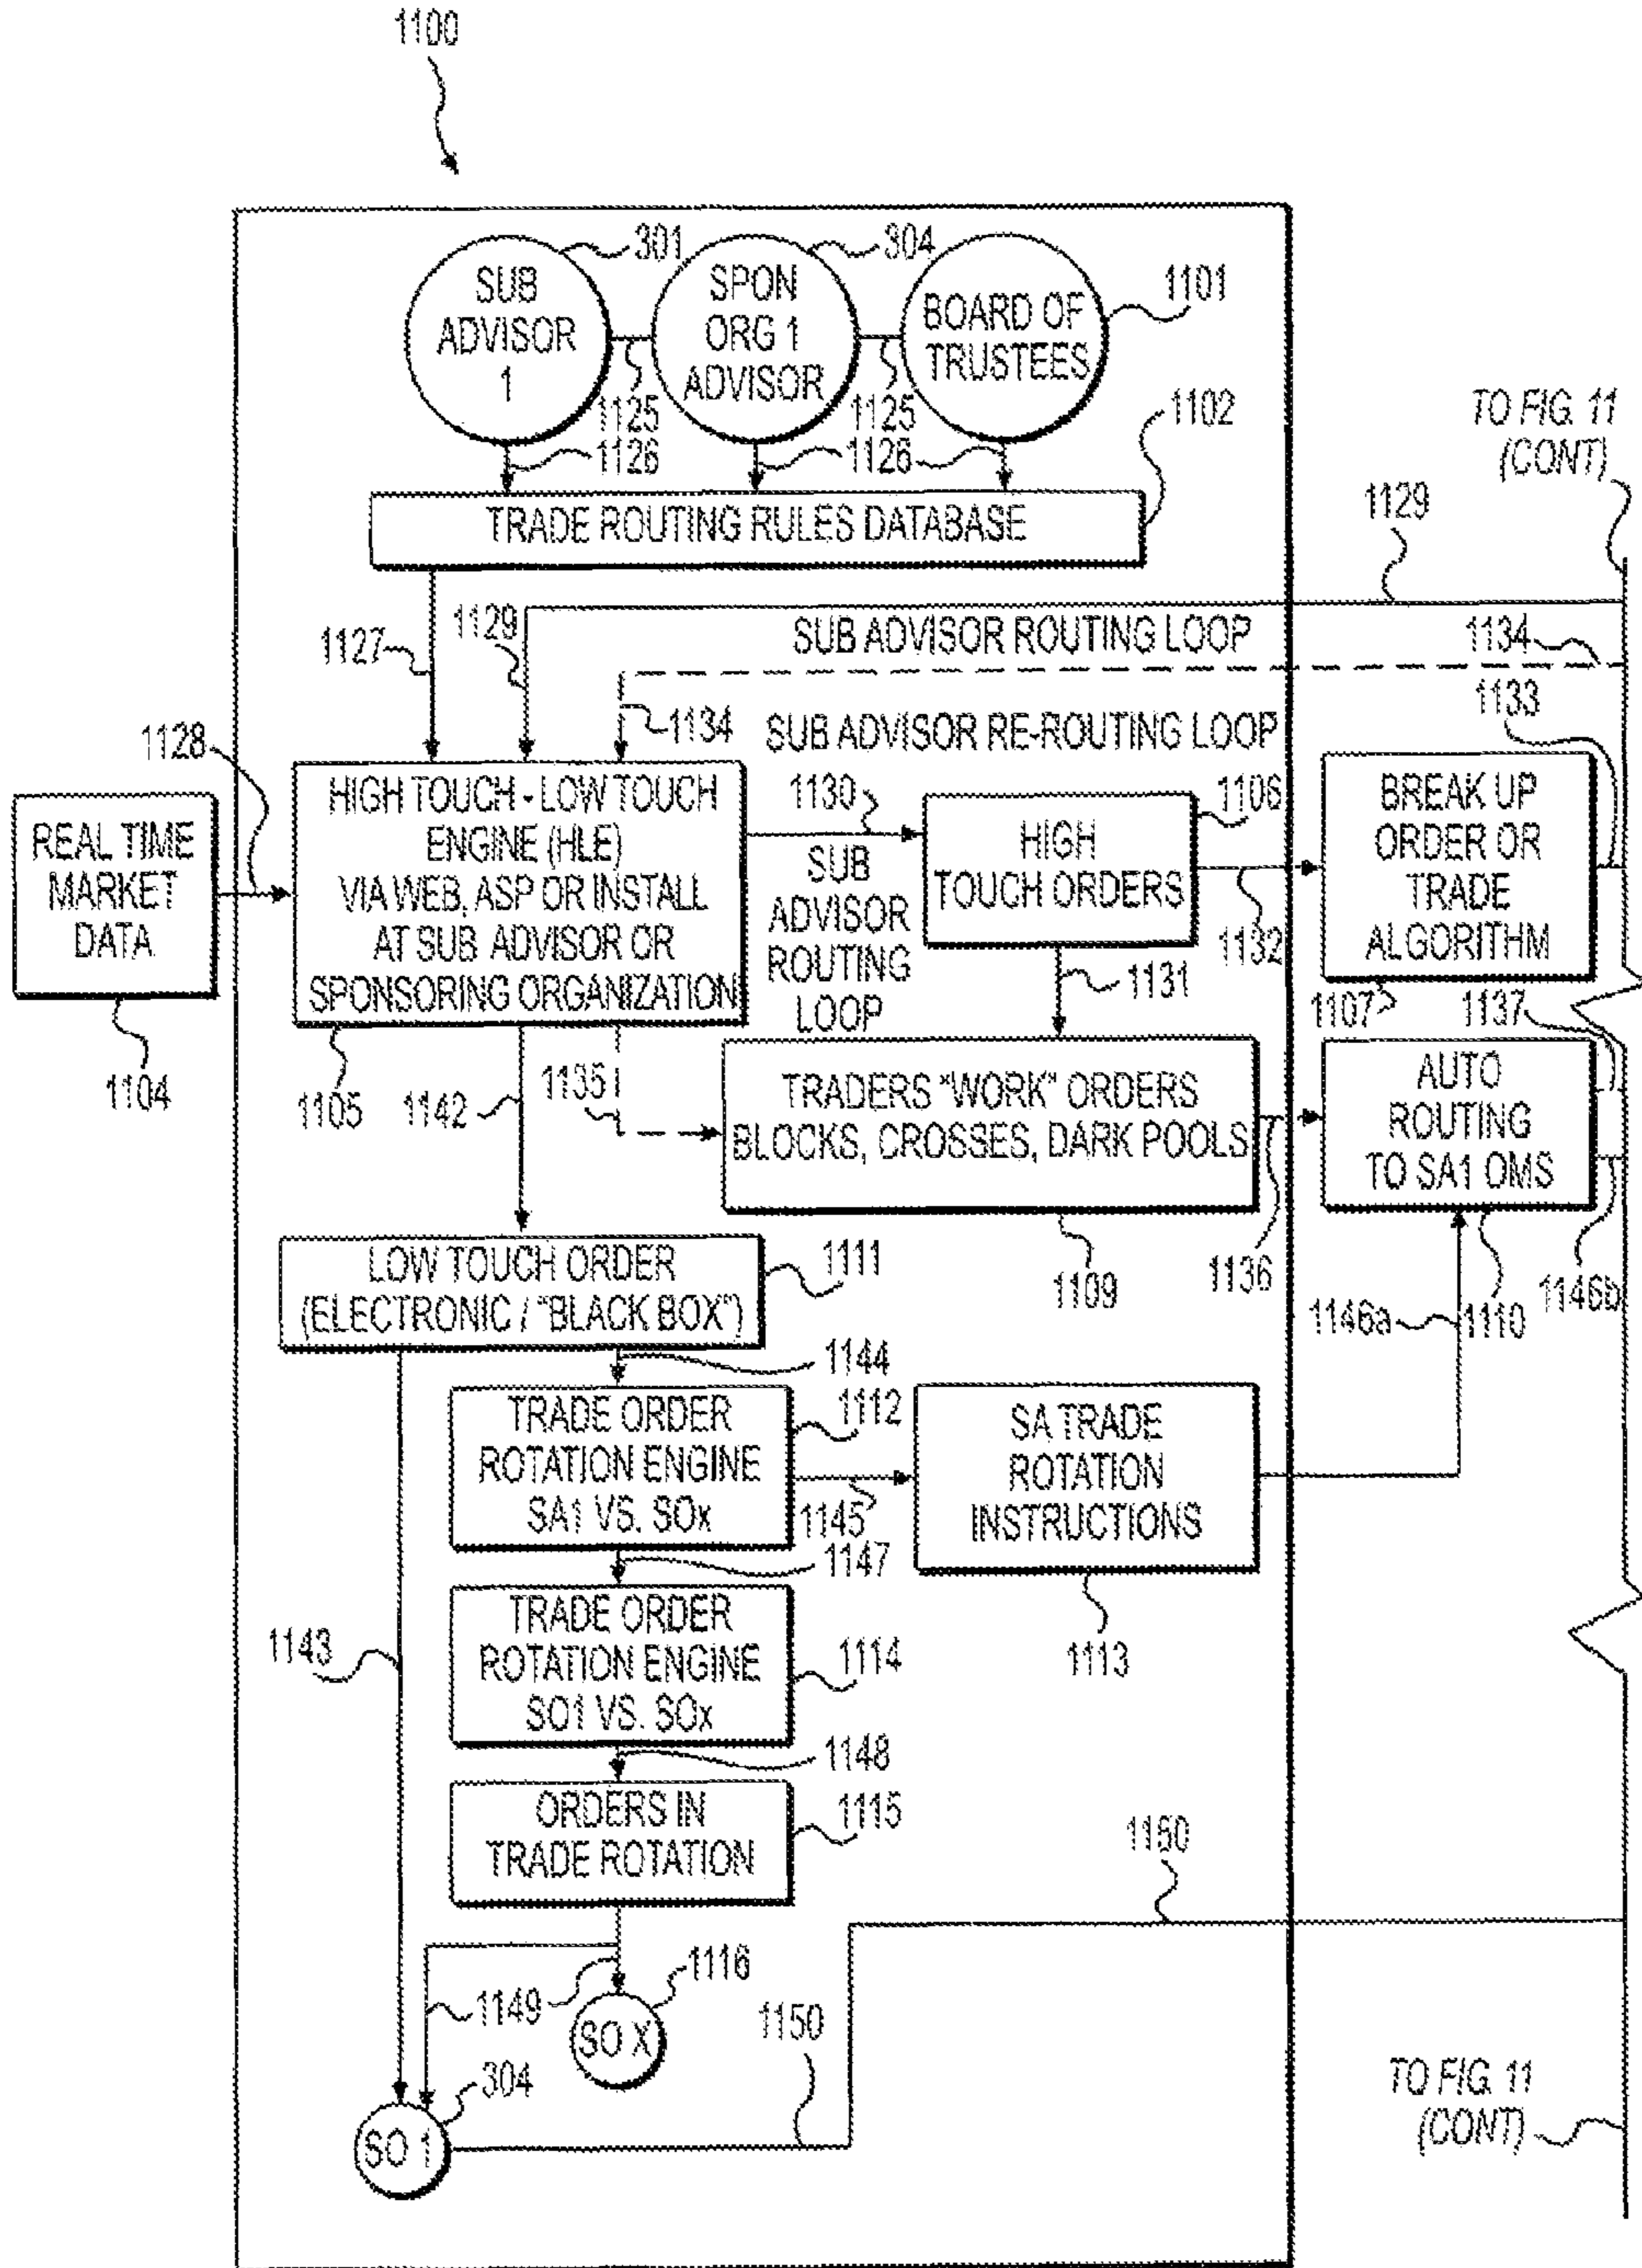 1100
301
304
1101
SUB
ADVISOR
1
SPON
ORG 1
ADVISOR
BOARD OF
TRUSTEES
1125
1125
1126
1126
1102
TRADE ROUTING RULES DATABASE
TO FIG. 11
(CONT)
1129
1127
1129
SUB ADVISOR ROUTING LOOP
1134
1134
SUB ADVISOR RE-ROUTING LOOP
1133
1128
REAL TIME
MARKET
DATA
1104
HIGH TOUCH - LOW TOUCH
ENGINE (HLE)
VIA WEB, ASP OR INSTALL
AT SUB ADVISOR OR
SPONSORING ORGANIZATION
1105
1130
SUB
ADVISOR
ROUTING
LOOP
1106
HIGH
TOUCH ORDERS
1132
1131
BREAK UP
ORDER OR
TRADE
ALGORITHM
1107
1137
1142
1135
TRADERS "WORK" ORDERS
BLOCKS, CROSSES, DARK POOLS
1109
1136
AUTO
ROUTING
TO SA1 OMS
1146a
1110
1146b
LOW TOUCH ORDER
(ELECTRONIC / "BLACK BOX")
1111
1144
1112
TRADE ORDER
ROTATION ENGINE
SA1 VS. SOx
1145
SA TRADE
ROTATION
INSTRUCTIONS
1113
1147
TRADE ORDER
ROTATION ENGINE
SO1 VS. SOx
1114
1143
1148
ORDERS IN
TRADE ROTATION
1115
1150
1149
1116
SO X
1150
304
SO 1
TO FIG. 11
(CONT)